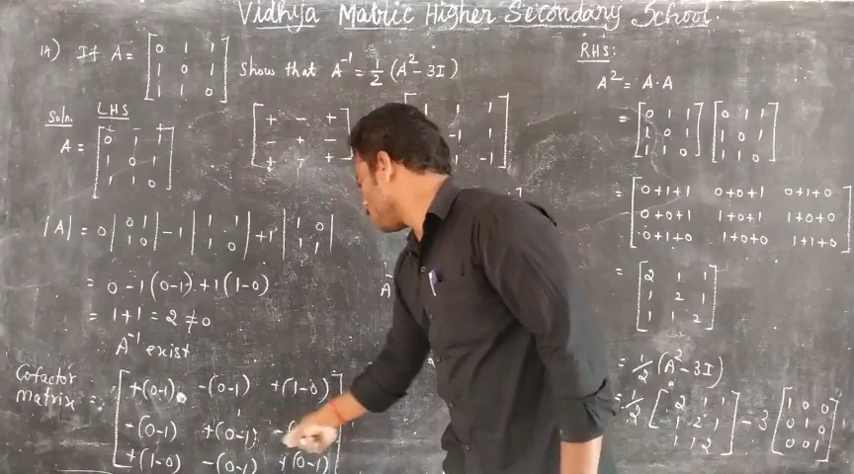 Vidhya Matric Higher Secondary School.
14) If A = [ 0 1 1
1 0 1
1 1 0 ] Show that A⁻¹ = 1/2 (A² - 3I)
Soln. LHS
A = [ 0 1 1
1 0 1
1 1 0 ]
[ + - +
- + -
+ - + ]
|A| = 0 | 0 1
1 0 | - 1 | 1 1
1 0 | + 1 | 1 0
1 1 |
= 0 - 1 (0-1) + 1 (1-0)
= 1 + 1 = 2 ≠ 0
A⁻¹ exist
Cofactor Matrix = [ +(0-1) -(0-1) +(1-0)
-(0-1) +(0-1)
+(1-0) -(0-1) +(0-1) ]
1 1
-1 1
1 -1 ]
RHS:
A² = A·A
= [ 0 1 1
1 0 1
1 1 0 ] [ 0 1 1
1 0 1
1 1 0 ]
= [ 0+1+1 0+0+1 0+1+0
0+0+1 1+0+1 1+0+0
0+1+0 1+0+0 1+1+0 ]
= [ 2 1 1
1 2 1
1 1 2 ]
= 1/2 (A² - 3I)
= 1/2 [ 2 1 1
1 2 1
1 1 2 ] - 3 [ 1 0 0
0 1 0
0 0 1 ]